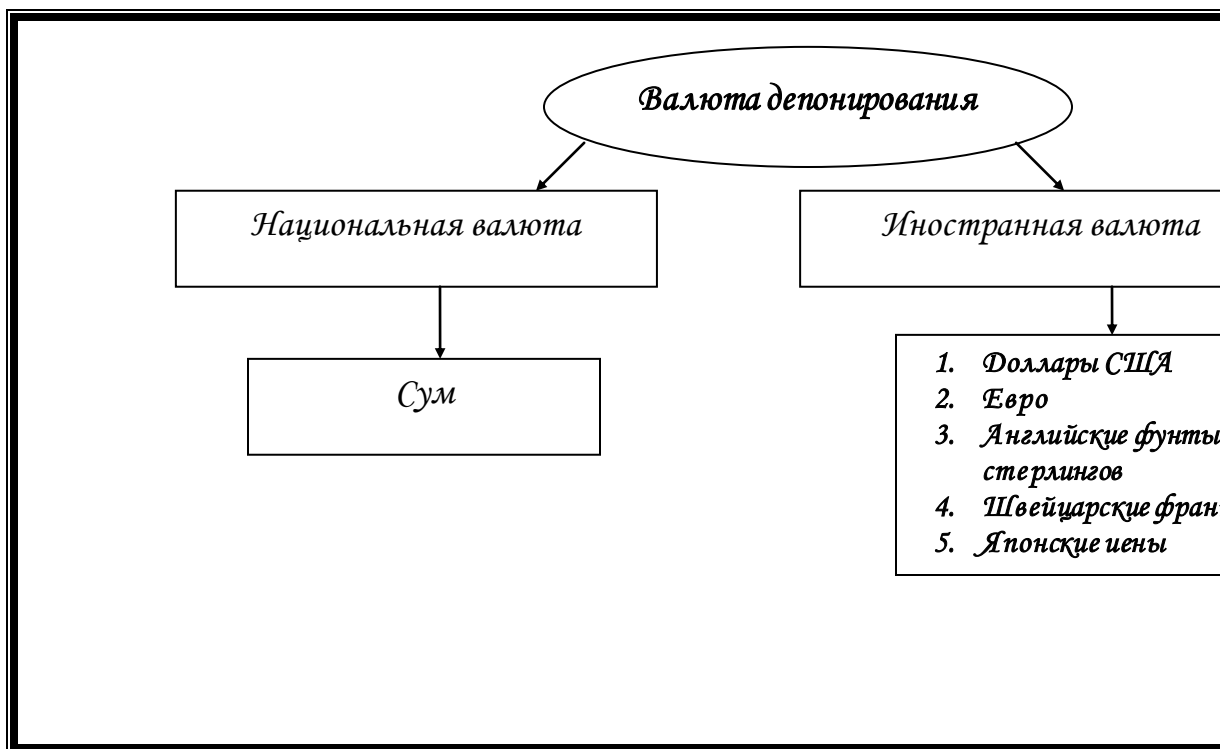 Валюта депонирования
Национальная валюта
Иностранная валюта
Сум
1. Доллары США
2. Евро
3. Английские фунты
стерлингов
4. Швейцарские
5. Японские иены